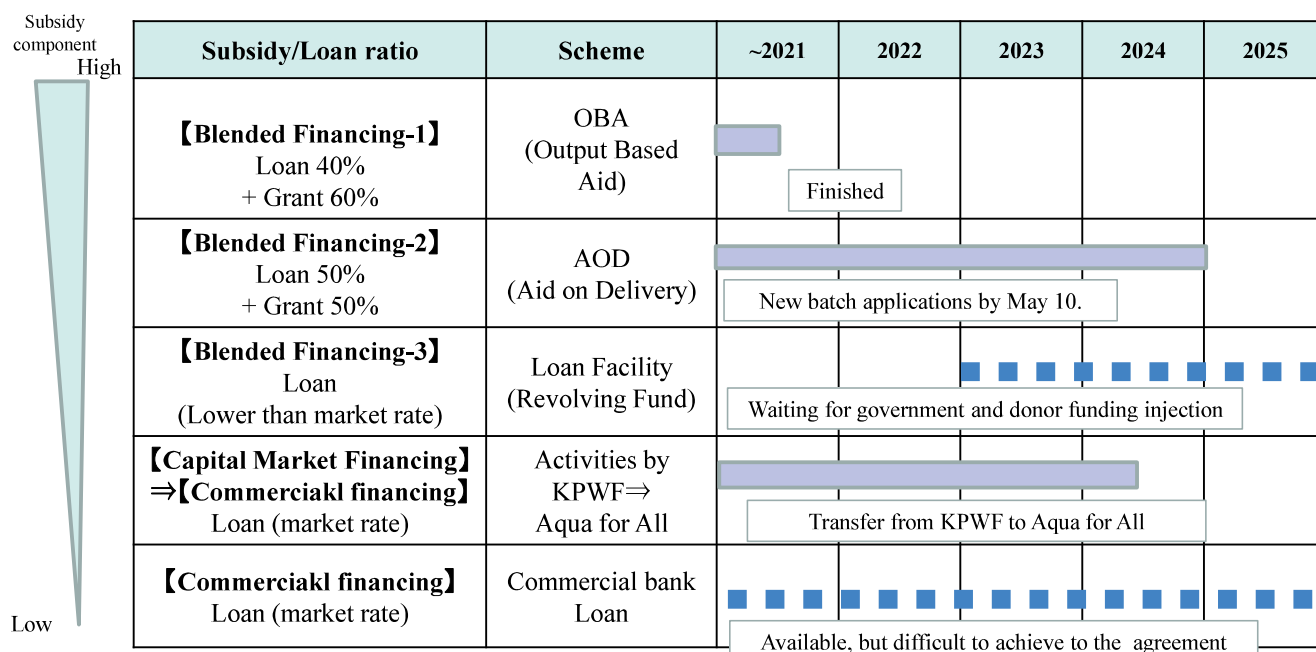 Subsidy
component
High
Low
Subsidy/Loan ratio
Scheme
~2021
2022
2023
2024
2025
【Blended Financing-1】
Loan 40%
+ Grant 60%
OBA
(Output Based
Aid)
Finished
【Blended Financing-2】
Loan 50%
+ Grant 50%
AOD
(Aid on Delivery)
New batch applications by May 10.
【Blended Financing-3】
Loan
(Lower than market rate)
Loan Facility
(Revolving Fund)
Waiting for government and donor funding injection
【Capital Market Financing】
⇒【Commerciakl financing】
Loan (market rate)
Activities by
KPWF⇒
Aqua for All
Transfer from KPWF to Aqua for All
【Commerciakl financing】
Loan (market rate)
Commercial bank
Loan
Available, but difficult to achieve to the agreement